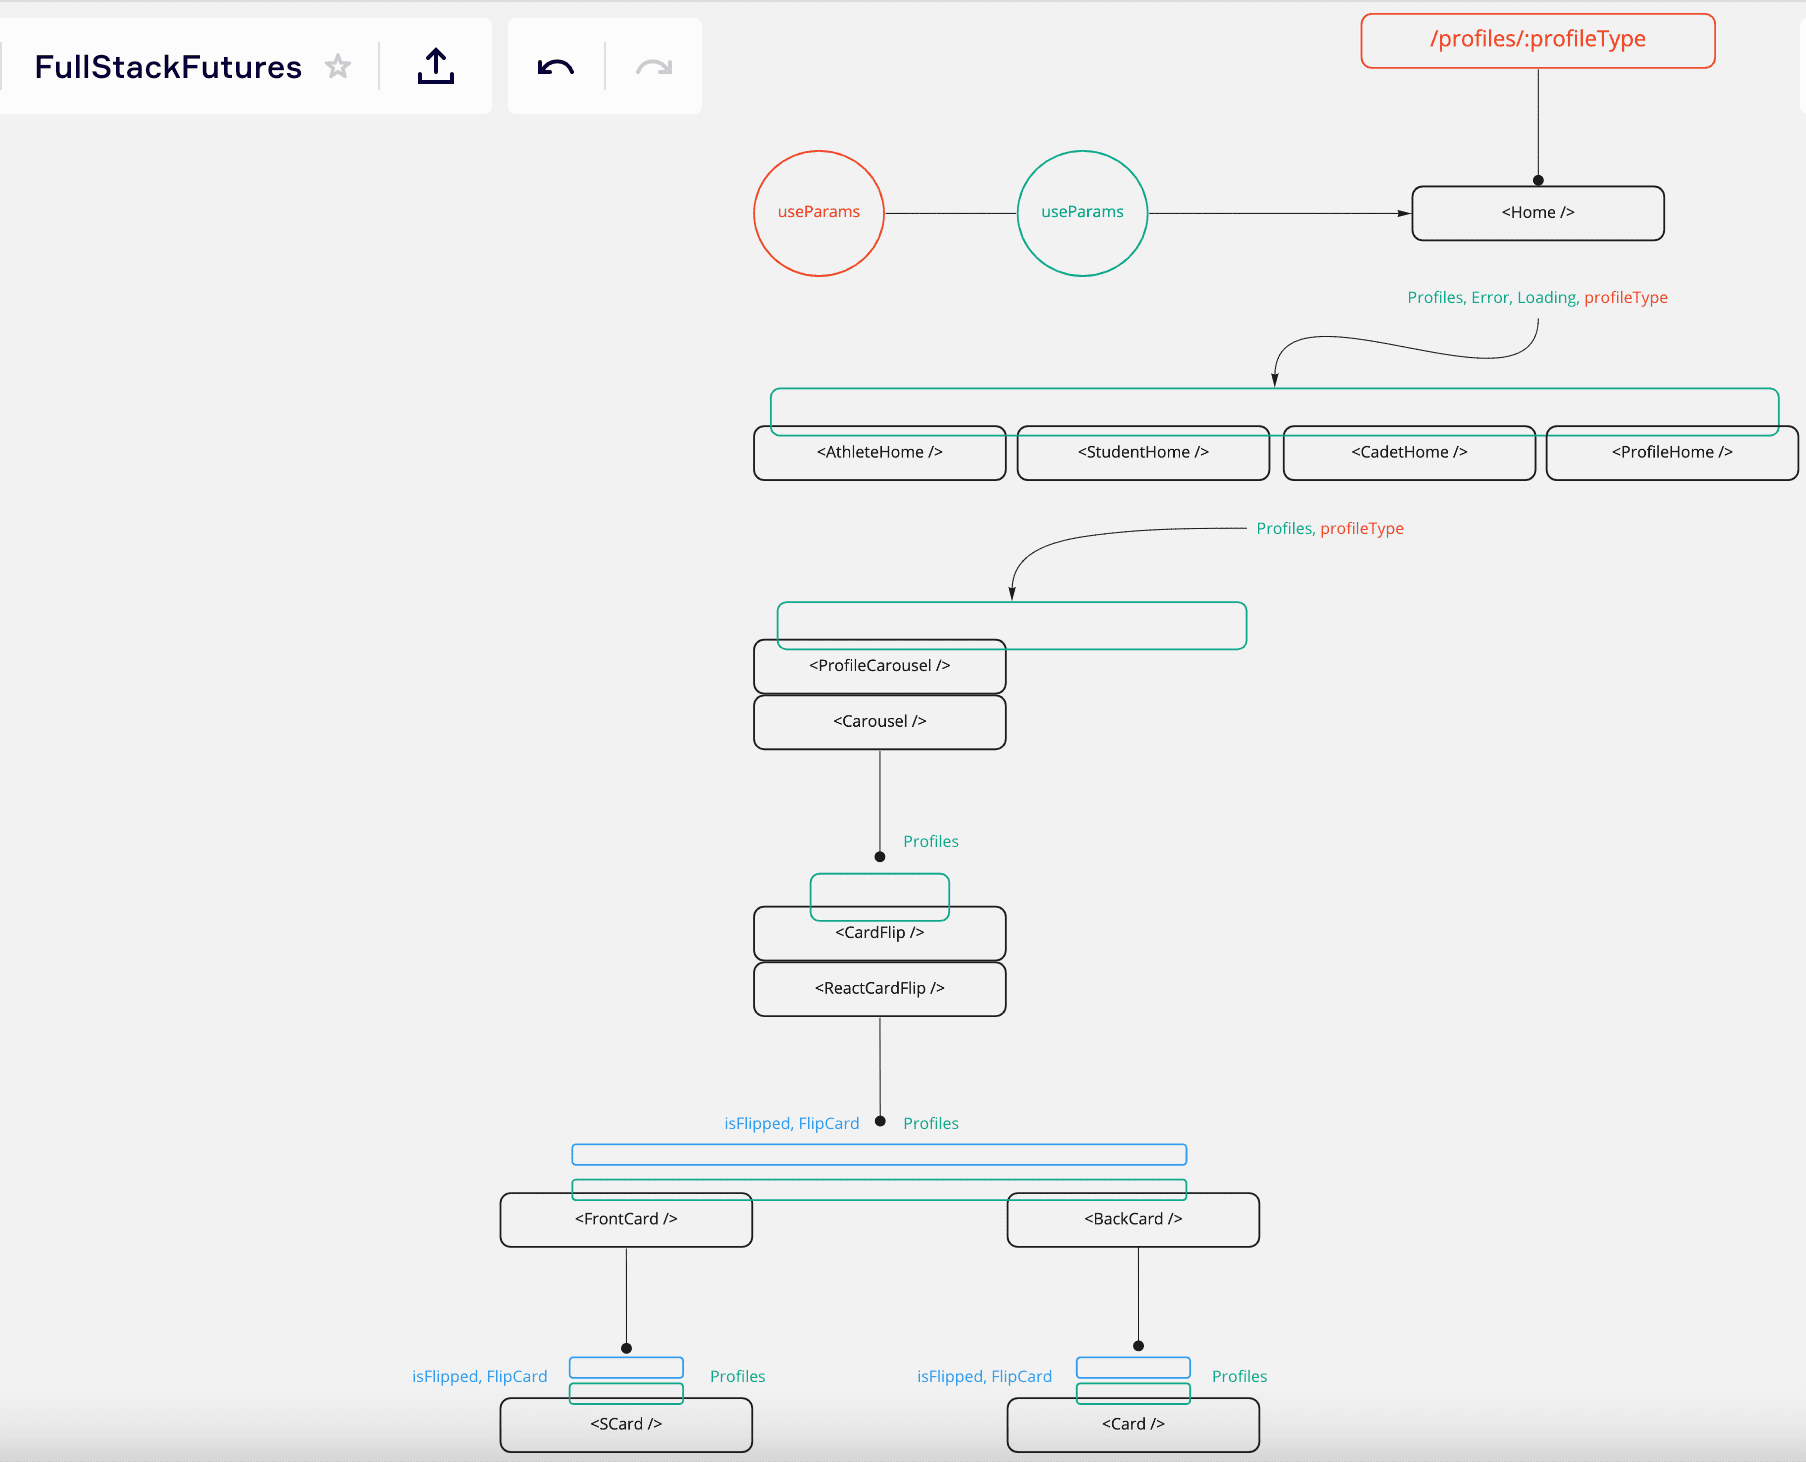 FullStackFutures
/profiles/:profileType
useParams
useParams
<Home />
Profiles, Error, Loading, profileType
<AthleteHome />
<StudentHome />
<CadetHome />
<ProfileHome />
Profiles, profileType
<ProfileCarousel />
<Carousel />
Profiles
<CardFlip />
<ReactCardFlip />
isFlipped, FlipCard
Profiles
<FrontCard />
<BackCard />
isFlipped, FlipCard
Profiles
isFlipped, FlipCard
Profiles
<SCard />
<Card />